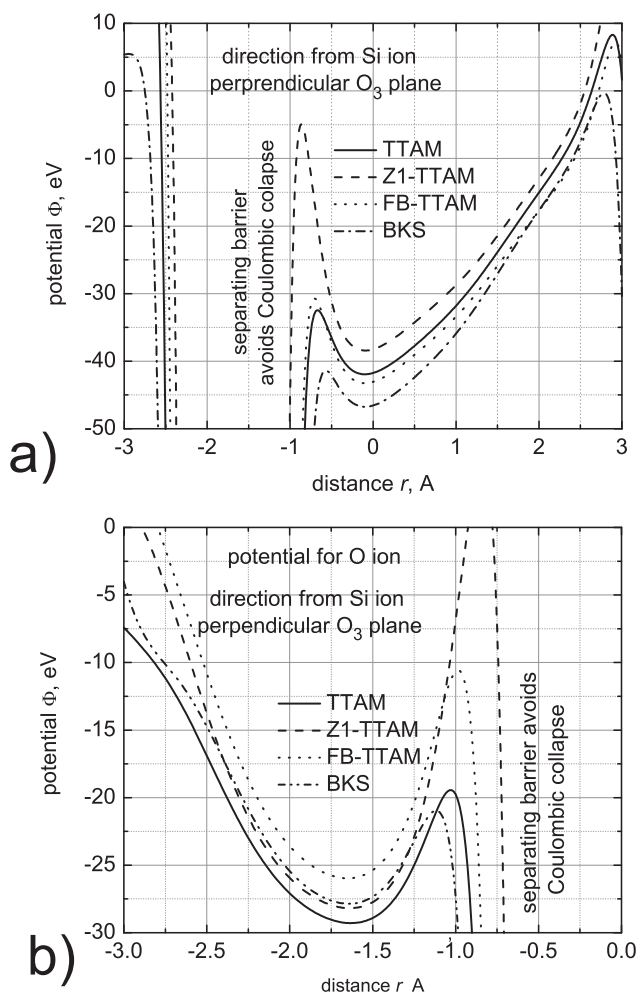 10
0
-10
-20
-30
-40
-50
potential Φ, eV
direction from Si ion
perprendicular O3 plane
TTAM
Z1-TTAM
FB-TTAM
BKS
separating barrier
avoids Coulombic colapse
-3
-2
-1
0
1
2
3
distance r, A
a)
0
-5
-10
-15
-20
-25
-30
potential Φ, eV
potential for O ion
direction from Si ion
perpendicular O3 plane
TTAM
Z1-TTAM
FB-TTAM
BKS
separating barrier avoids
Coulombic collapse
-3.0
-2.5
-2.0
-1.5
-1.0
-0.5
0.0
distance r A
b)